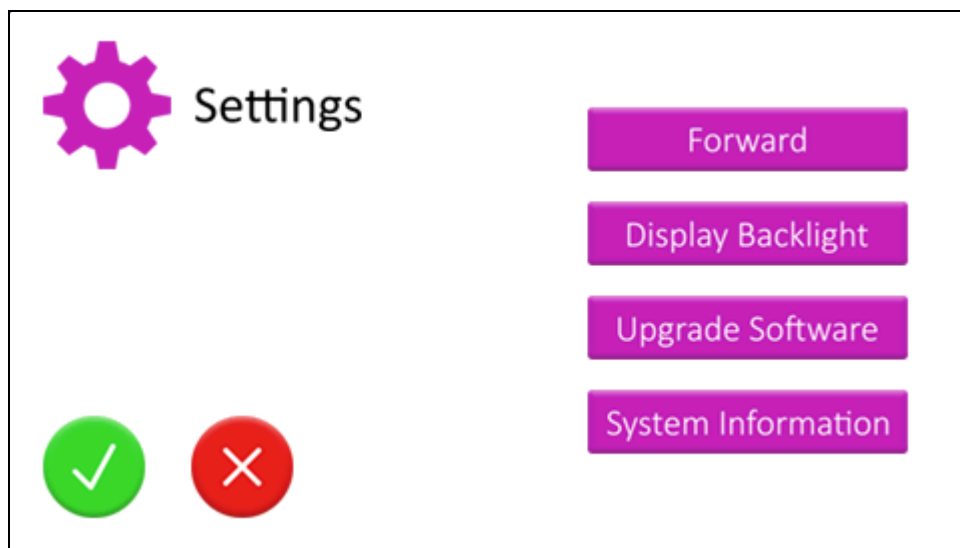 Settings
Forward
Display Backlight
Upgrade Software
System Information